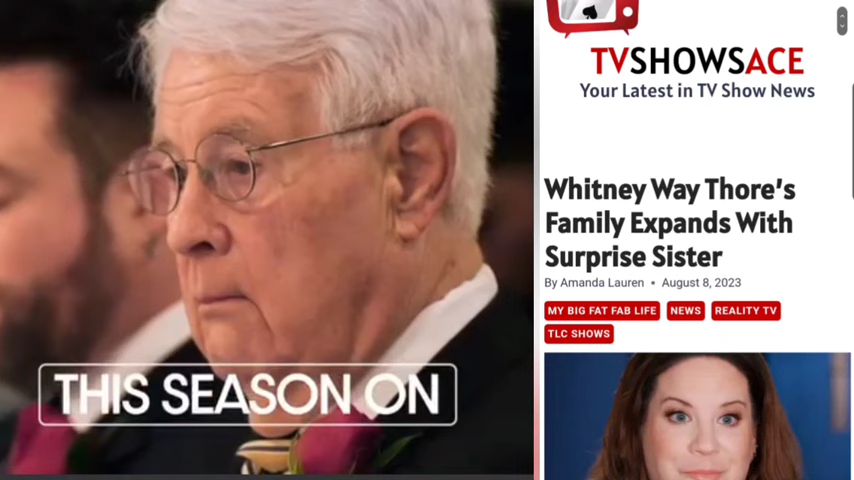 THIS SEASON ON
TVSHOWSACE
Your Latest in TV Show News
Whitney Way Thore's
Family Expands With
Surprise Sister
By Amanda Lauren • August 8, 2023
MY BIG FAT FAB LIFE NEWS REALITY TV
TLC SHOWS